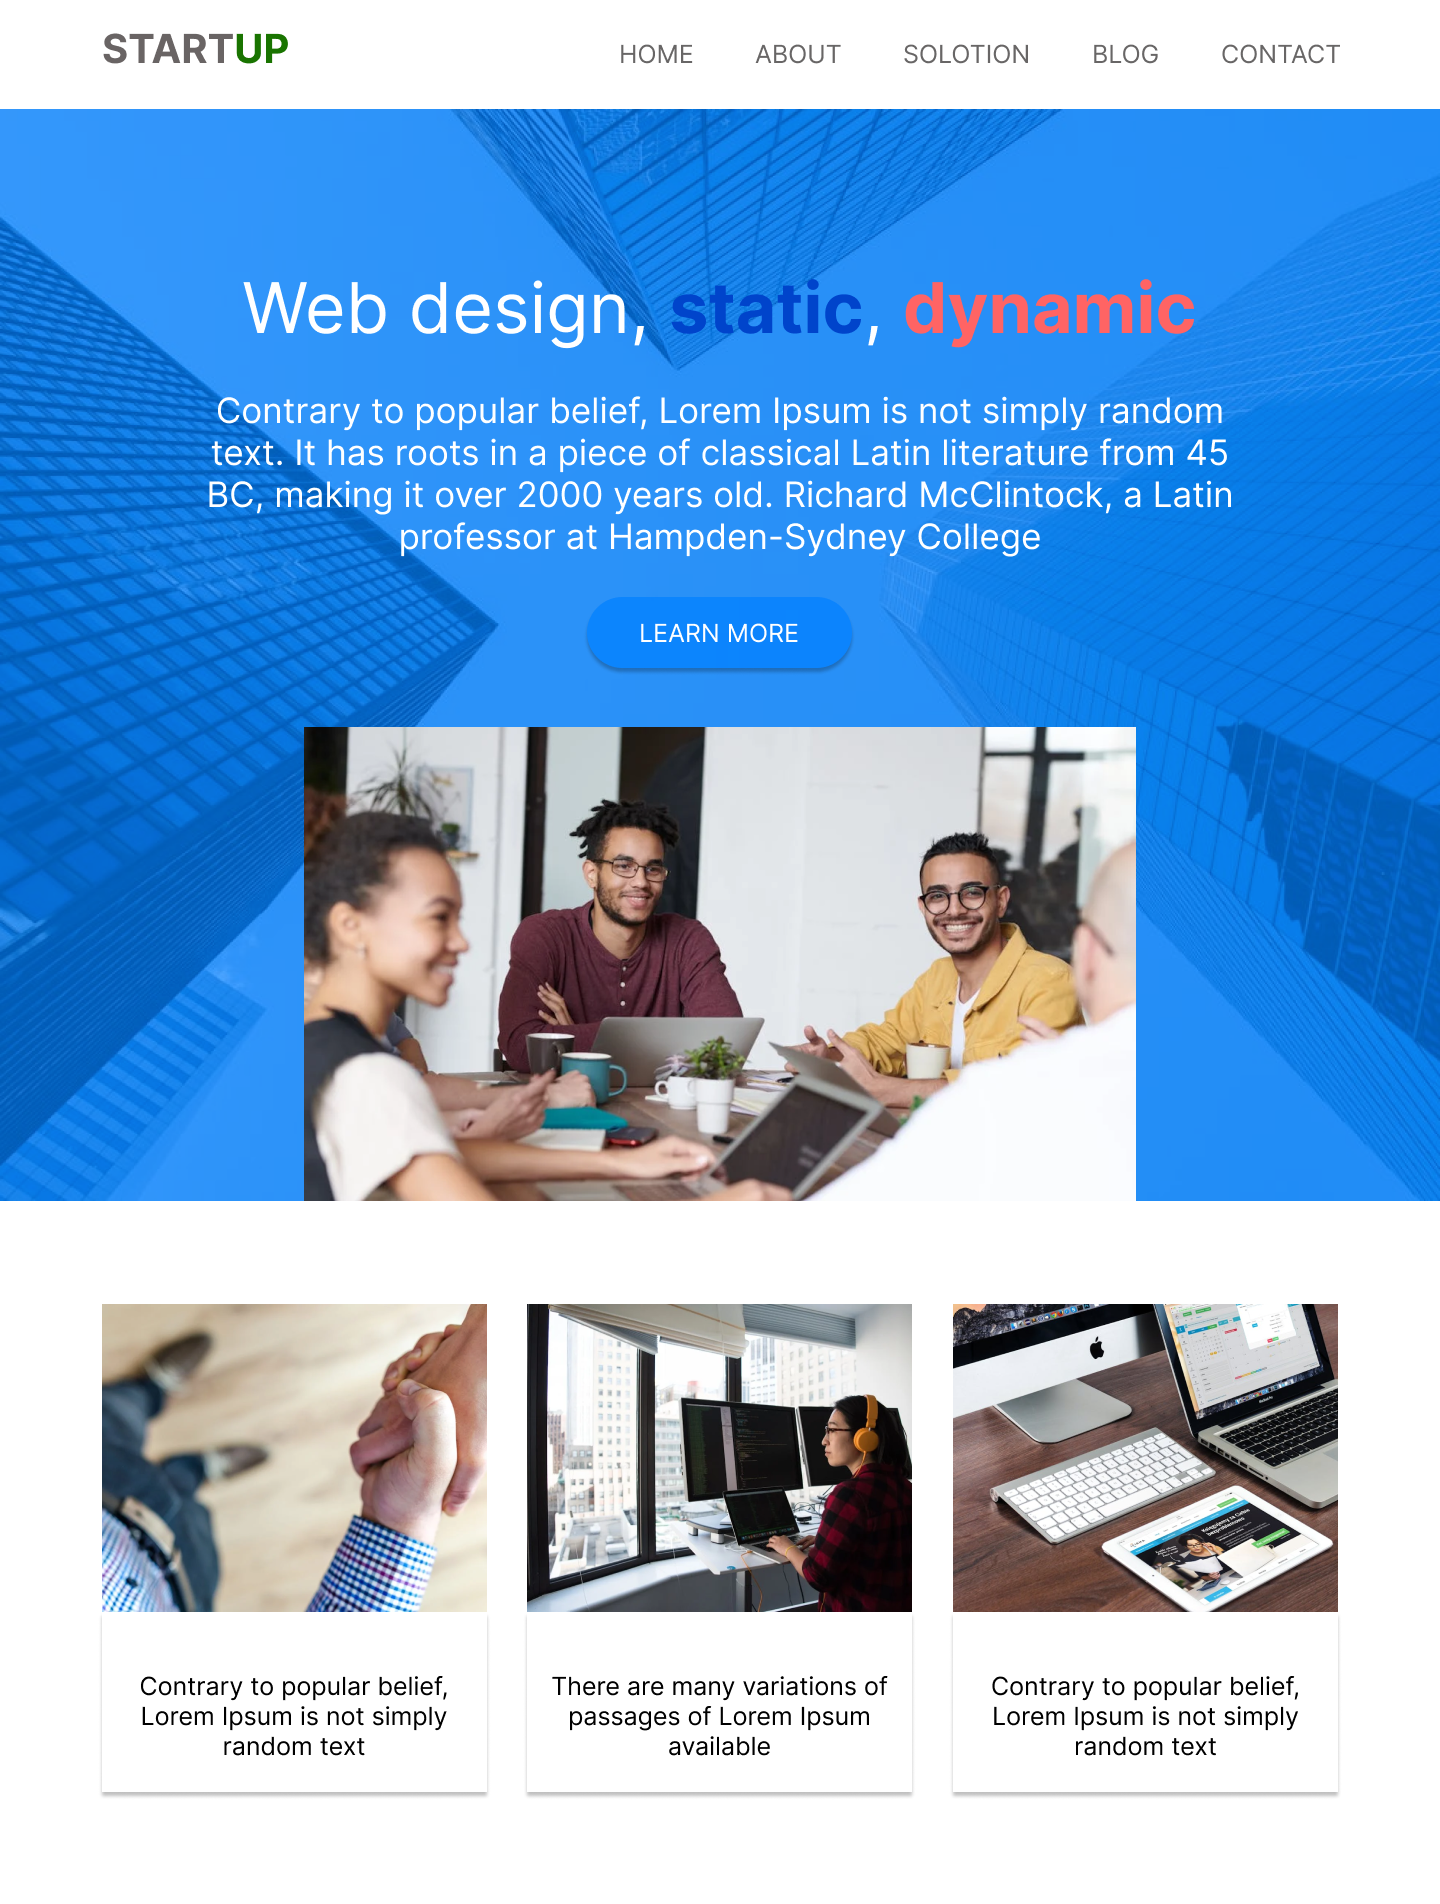 STARTUP
HOME ABOUT SOLOTION BLOG CONTACT
Web design, static, dynamic
Contrary to popular belief, Lorem Ipsum is not simply random
text. It has roots in a piece of classical Latin literature from 45
BC, making it over 2000 years old. Richard McClintock, a Latin
professor at Hampden-Sydney College
LEARN MORE
Contrary to popular belief,
Lorem Ipsum is not simply
random text
There are many variations of
passages of Lorem Ipsum
available
Contrary to popular belief,
Lorem Ipsum is not simply
random text